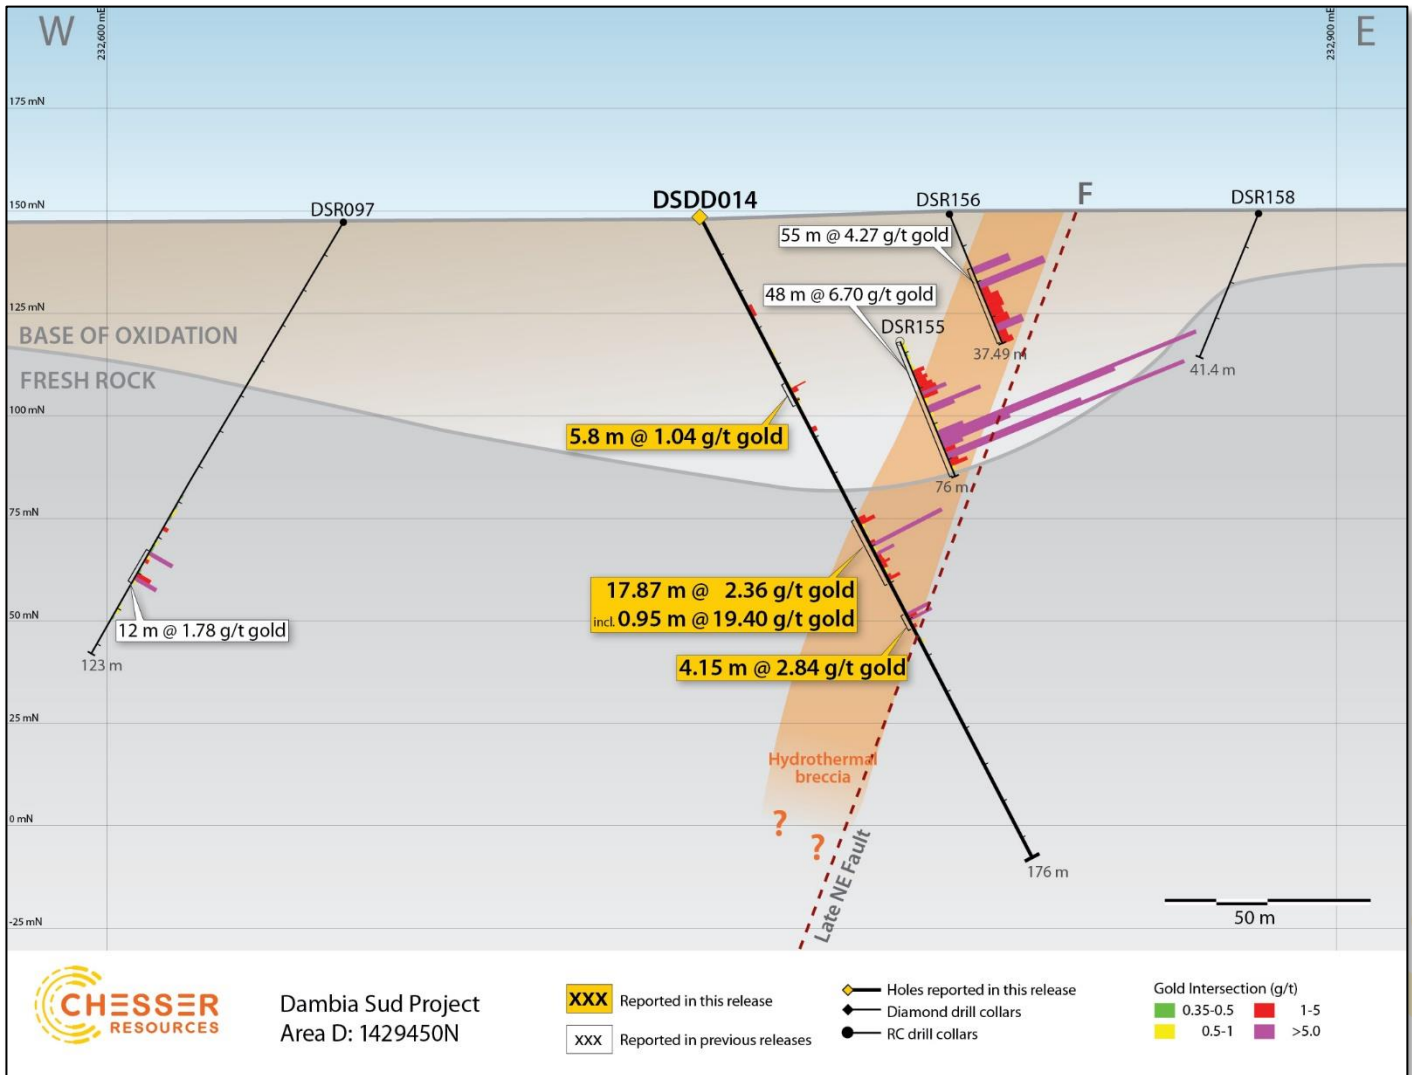 W
232,600 mE
232,900 mE
E
175 mN
150 mN
DSR097
DSDD014
DSR156
F
DSR158
55 m @ 4.27 g/t gold
48 m @ 6.70 g/t gold
125 mN
DSR155
BASE OF OXIDATION
37.49 m
41.4 m
FRESH ROCK
100 mN
5.8 m @ 1.04 g/t gold
76 m
75 mN
17.87 m @ 2.36 g/t gold
incl. 0.95 m @ 19.40 g/t gold
50 mN
12 m @ 1.78 g/t gold
123 m
4.15 m @ 2.84 g/t gold
25 mN
Hydrothermal
breccia
0 mN
?
?
Late NE Fault
176 m
50 m
-25 mN
CHESSER
RESOURCES
Dambia Sud Project
Area D: 1429450N
XXX Reported in this release
XXX Reported in previous releases
Holes reported in this release
Diamond drill collars
RC drill collars
Gold Intersection (g/t)
0.35-0.5 1-5
0.5-1 >5.0